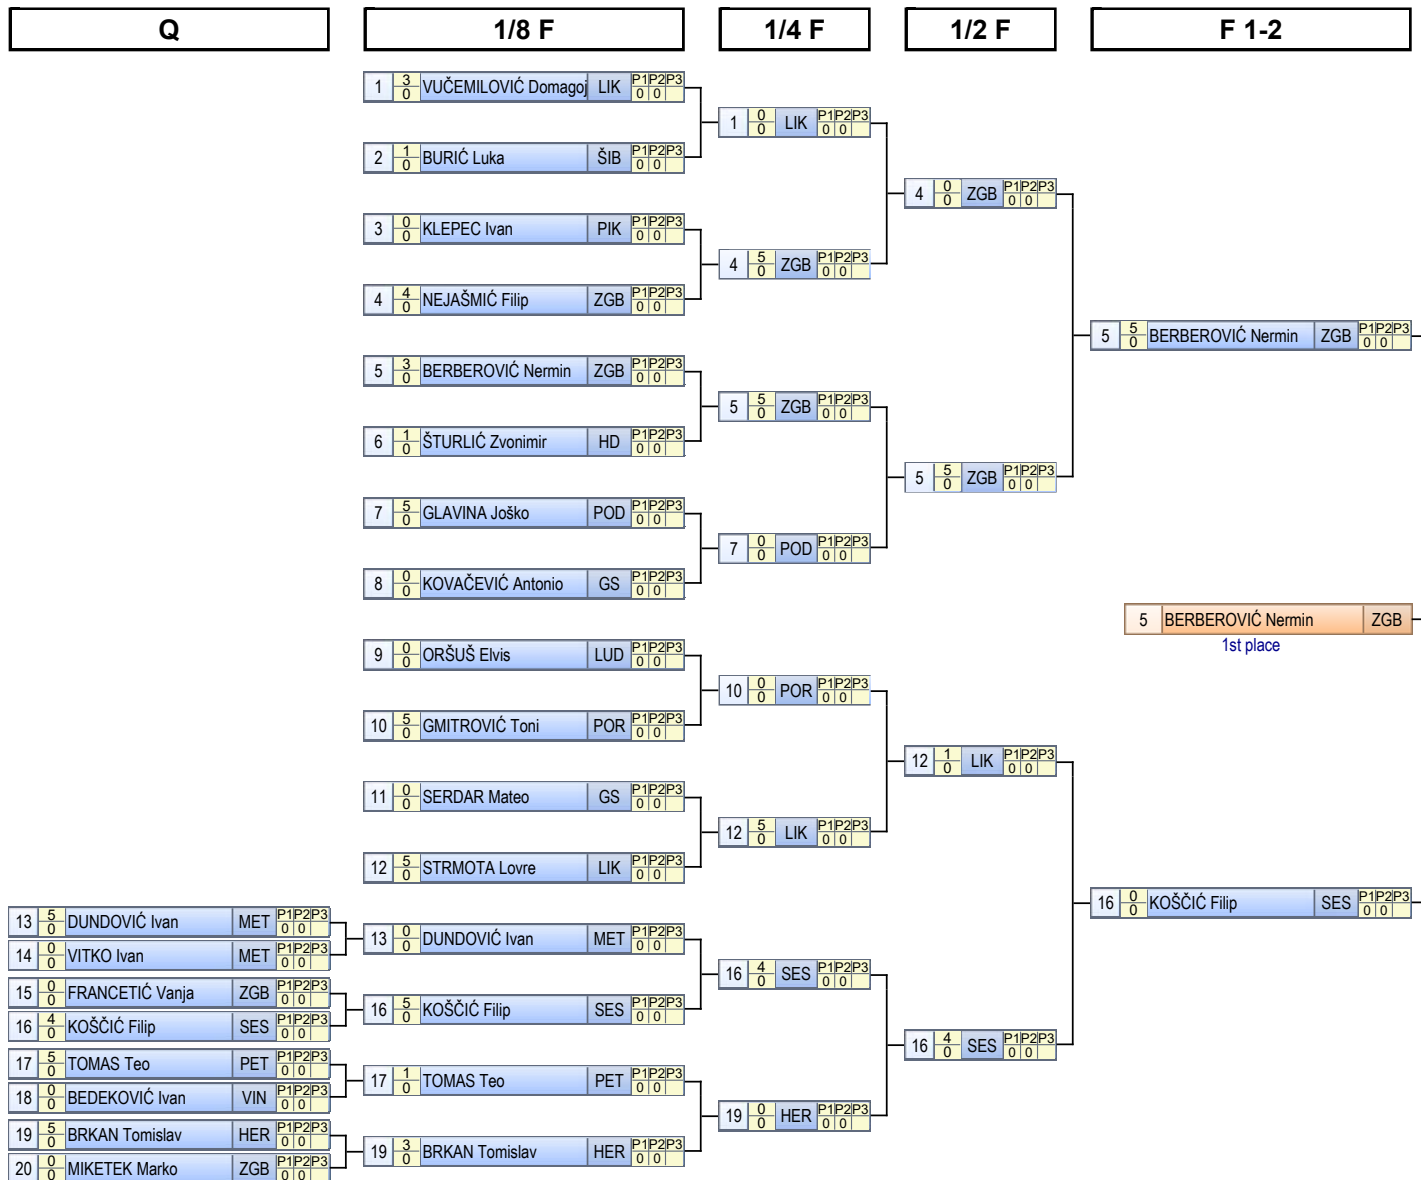 Q
1/8 F
1/4 F
1/2 F
F 1-2
1 3 0 VUČEMILOVIĆ Domagoj LIK P1 P2 P3 0 0
1 0 0 LIK P1 P2 P3 0 0
2 1 0 BURIĆ Luka ŠIB P1 P2 P3 0 0
4 0 0 ZGB P1 P2 P3 0 0
3 0 0 KLEPEC Ivan PIK P1 P2 P3 0 0
4 5 0 ZGB P1 P2 P3 0 0
4 4 0 NEJAŠMIĆ Filip ZGB P1 P2 P3 0 0
5 5 0 BERBEROVIĆ Nermin ZGB P1 P2 P3 0 0
5 3 0 BERBEROVIĆ Nermin ZGB P1 P2 P3 0 0
5 5 0 ZGB P1 P2 P3 0 0
6 1 0 ŠTURLIĆ Zvonimir HD P1 P2 P3 0 0
5 5 0 ZGB P1 P2 P3 0 0
7 5 0 GLAVINA Joško POD P1 P2 P3 0 0
7 0 0 POD P1 P2 P3 0 0
8 0 0 KOVAČEVIĆ Antonio GS P1 P2 P3 0 0
5 BERBEROVIĆ Nermin ZGB
1st place
9 0 0 ORŠUŠ Elvis LUD P1 P2 P3 0 0
10 0 0 POR P1 P2 P3 0 0
10 5 0 GMITROVIĆ Toni POR P1 P2 P3 0 0
12 1 0 LIK P1 P2 P3 0 0
11 0 0 SERDAR Mateo GS P1 P2 P3 0 0
12 5 0 LIK P1 P2 P3 0 0
12 5 0 STRMOTA Lovre LIK P1 P2 P3 0 0
16 0 0 KOŠČIĆ Filip SES P1 P2 P3 0 0
13 5 0 DUNDOVIĆ Ivan MET P1 P2 P3 0 0
13 0 0 DUNDOVIĆ Ivan MET P1 P2 P3 0 0
14 0 0 VITKO Ivan MET P1 P2 P3 0 0
16 4 0 SES P1 P2 P3 0 0
15 0 0 FRANCETIĆ Vanja ZGB P1 P2 P3 0 0
16 5 0 KOŠČIĆ Filip SES P1 P2 P3 0 0
16 4 0 KOŠČIĆ Filip SES P1 P2 P3 0 0
16 4 0 SES P1 P2 P3 0 0
17 5 0 TOMAS Teo PET P1 P2 P3 0 0
17 1 0 TOMAS Teo PET P1 P2 P3 0 0
18 0 0 BEDEKOVIĆ Ivan VIN P1 P2 P3 0 0
19 0 0 HER P1 P2 P3 0 0
19 5 0 BRKAN Tomislav HER P1 P2 P3 0 0
19 3 0 BRKAN Tomislav HER P1 P2 P3 0 0
20 0 0 MIKETEK Marko ZGB P1 P2 P3 0 0